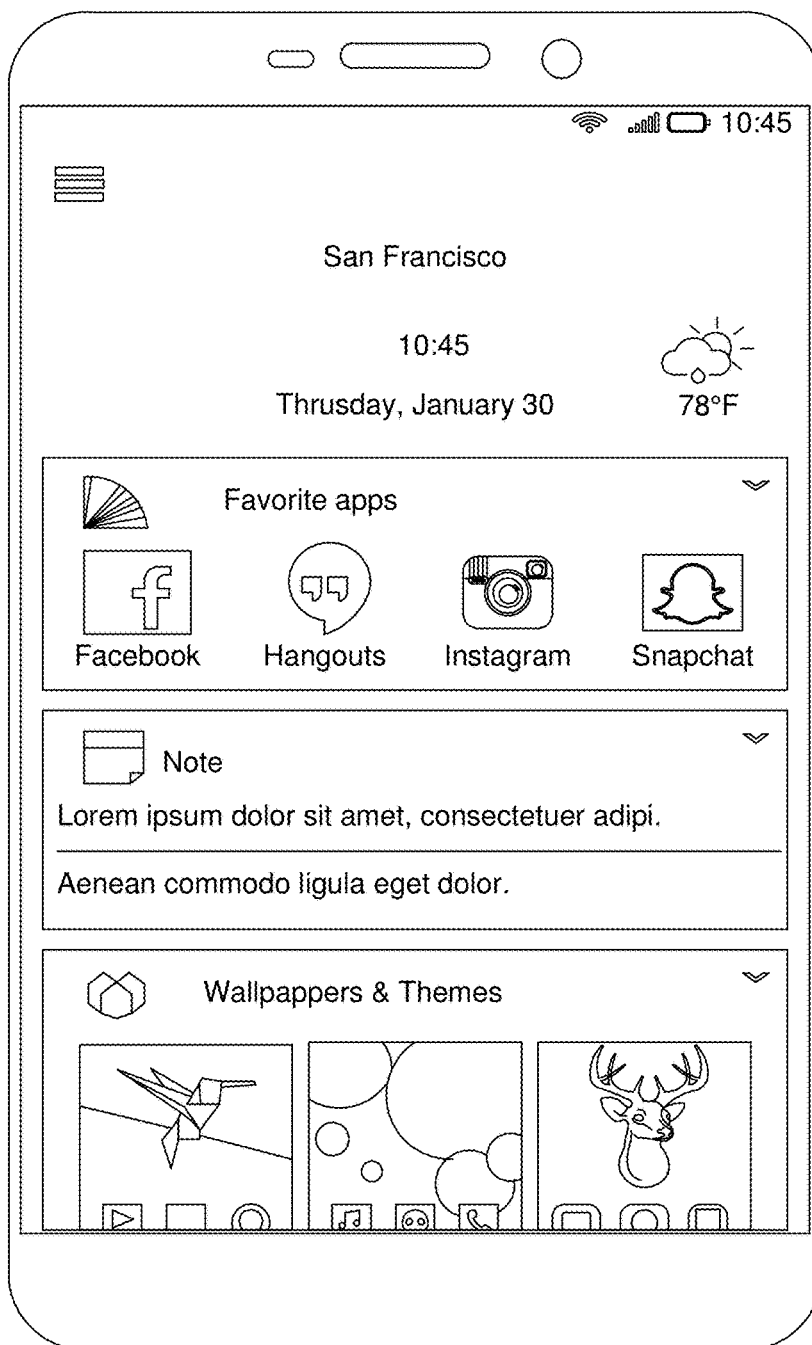 10:45
San Francisco
10:45
Thrusday, January 30
78°F
Favorite apps
Facebook Hangouts Instagram Snapchat
Note
Lorem ipsum dolor sit amet, consectetuer adipi.
Aenean commodo ligula eget dolor.
Wallpappers & Themes